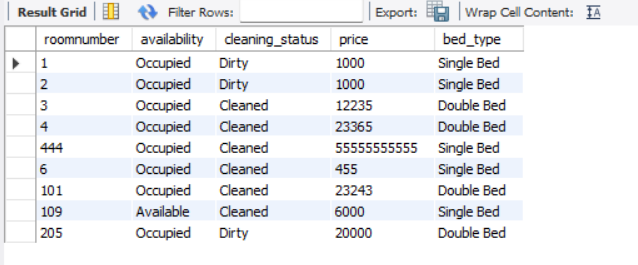 Result Grid Filter Rows: Export: Wrap Cell Content: IA
roomnumber availability cleaning_status price bed_type
1 Occupied Dirty 1000 Single Bed
2 Occupied Dirty 1000 Single Bed
3 Occupied Cleaned 12235 Double Bed
4 Occupied Cleaned 23365 Double Bed
444 Occupied Cleaned 55555555555 Single Bed
6 Occupied Cleaned 455 Single Bed
101 Occupied Cleaned 23243 Double Bed
109 Available Cleaned 6000 Single Bed
205 Occupied Dirty 20000 Double Bed